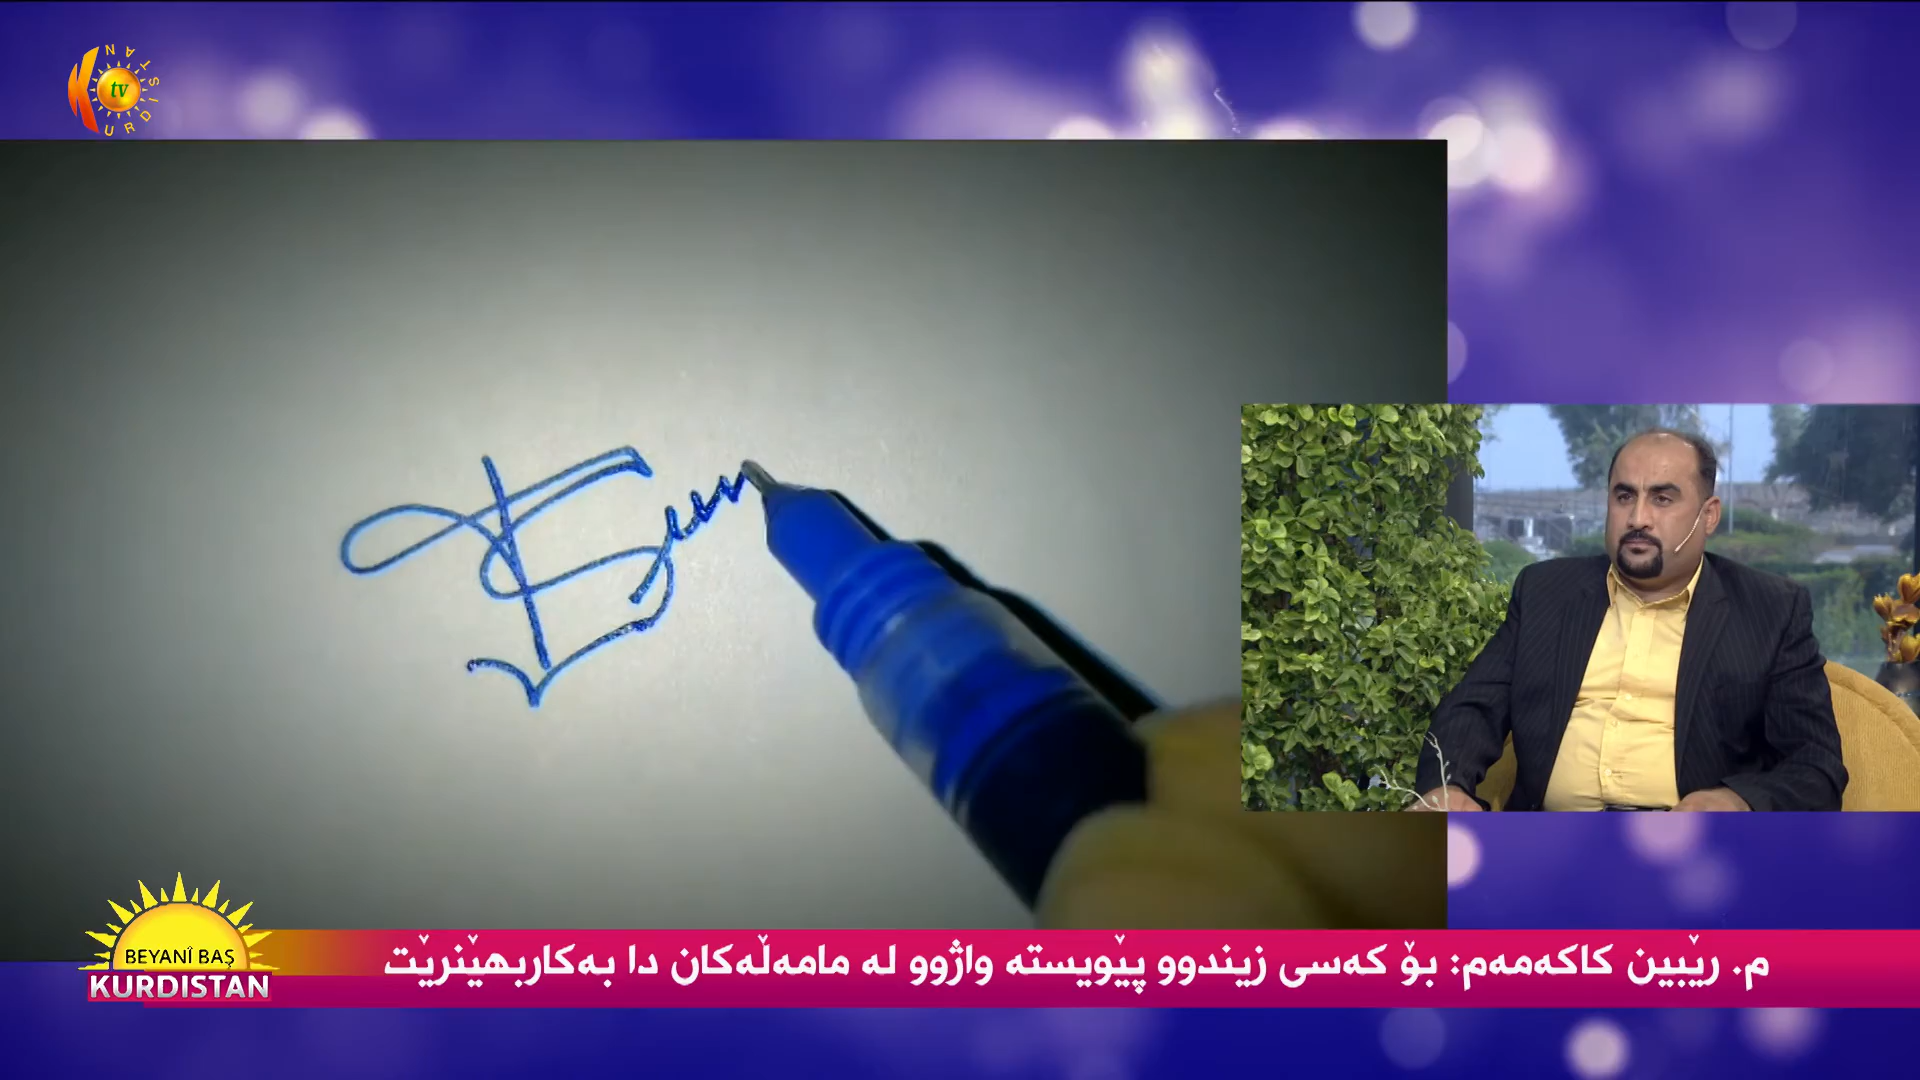 KURDISTAN
tv
BEYANÎ BAŞ
KURDISTAN
م. ڕێبین کاکەمەم: بۆ کەسی زیندوو پێویستە واژوو لە مامەڵەکان دا بەکاربهێنرێت